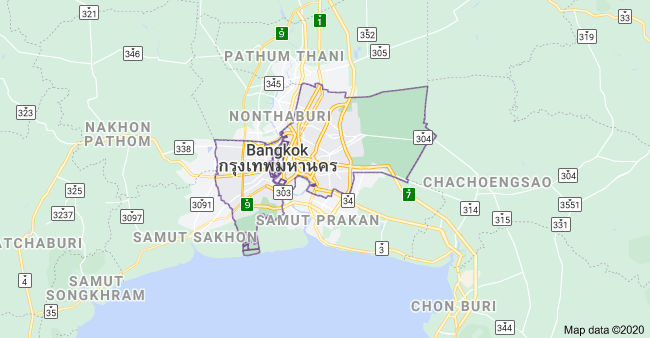 321
9
1
352
33
319
346
PATHUM THANI
305
345
323
NONTHABURI
NAKHON
PATHOM
338
304
Bangkok
กรุงเทพมหานคร
304
CHACHOENGSAO
325
303
7
3237
3097
3091
9
34
314
315
3551
331
SAMUT PRAKAN
SAMUT SAKHON
ATCHABURI
3
4
SAMUT
SONGKHRAM
35
CHON BURI
344
Map data ©2020